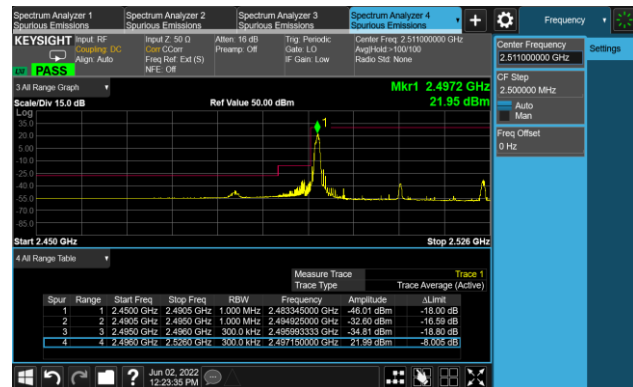 Spectrum Analyzer 1
Spurious Emissions
Spectrum Analyzer 2
Spurious Emissions
Spectrum Analyzer 3
Spurious Emissions
Spectrum Analyzer 4
Spurious Emissions
Frequency
KEYSIGHT
Input: RF
Coupling: DC
Align: Auto
Input Z: 50 Ω
Corr CCorr
Freq Ref: Ext (S)
NFE: Off
Atten: 16 dB
Preamp: Off
Trig: Periodic
Gate: LO
IF Gain: Low
Center Freq: 2.511000000 GHz
Avg|Hold >100/100
Radio Std: None
PASS
Center Frequency
2.511000000 GHz
Settings
CF Step
2.500000 MHz
Auto
Man
Freq Offset
0 Hz
3 All Range Graph
Mkr1 2.4972 GHz
Scale/Div 15.0 dB
Ref Value 50.00 dBm
21.95 dBm
Log
35.0
20.0
5.00
-10.0
-25.0
-40.0
-55.0
-70.0
-85.0
1
Start 2.450 GHz
Stop 2.526 GHz
4 All Range Table
Measure Trace Trace 1
Trace Type Trace Average (Active)
Spur Range Start Freq Stop Freq RBW Frequency Amplitude ΔLimit
1 1 2.4500 GHz 2.4905 GHz 1.000 MHz 2.483345000 GHz -46.01 dBm -18.00 dB
2 2 2.4905 GHz 2.4950 GHz 1.000 MHz 2.494925000 GHz -32.60 dBm -16.59 dB
3 3 2.4950 GHz 2.4960 GHz 300.0 kHz 2.495993333 GHz -34.81 dBm -18.80 dB
4 4 2.4960 GHz 2.5260 GHz 300.0 kHz 2.497150000 GHz 21.99 dBm -8.005 dB
Jun 02, 2022
12:23:35 PM